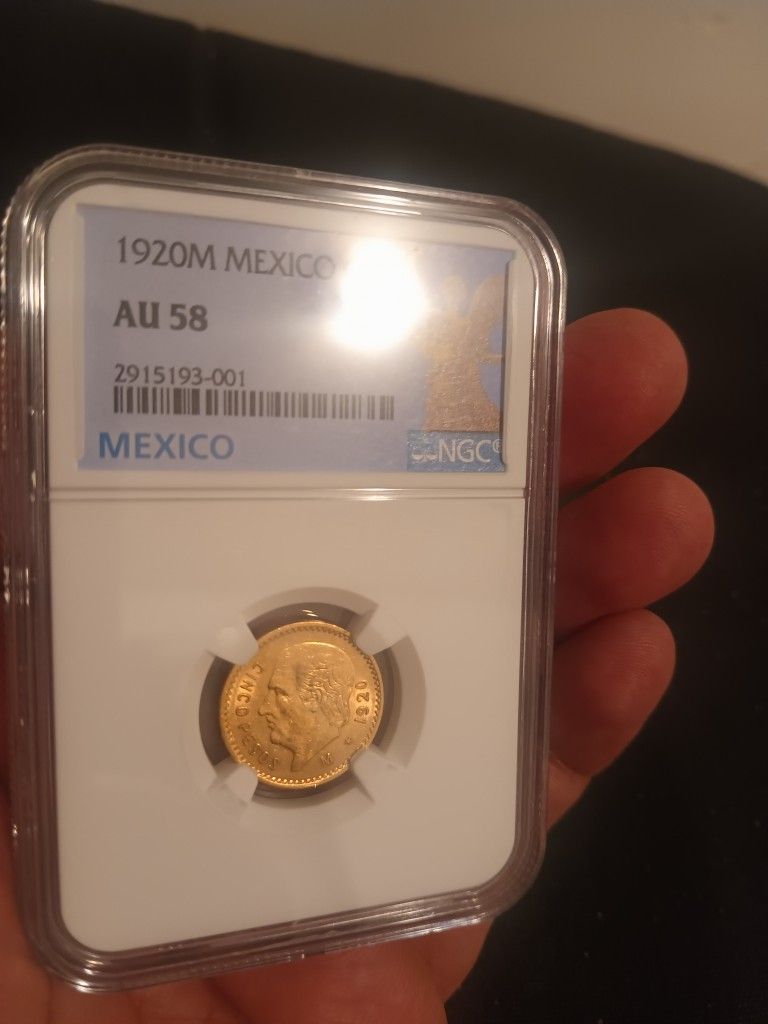 1920M MEXICO
AU 58
2915193-001
MEXICO
NGC®
CINCO PESOS
M
1920